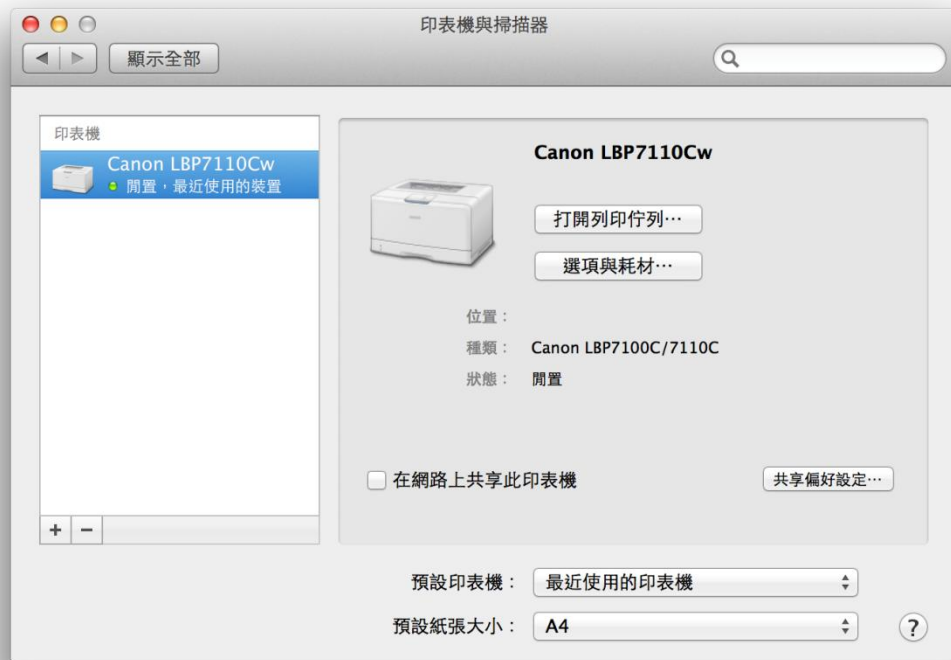 印表機與掃描器
顯示全部
印表機
Canon LBP7110Cw
閒置，最近使用的裝置
Canon LBP7110Cw
打開列印佇列…
選項與耗材…
位置：
種類： Canon LBP7100C/7110C
狀態： 閒置
在網路上共享此印表機
共享偏好設定…
+ −
預設印表機： 最近使用的印表機
預設紙張大小： A4
?